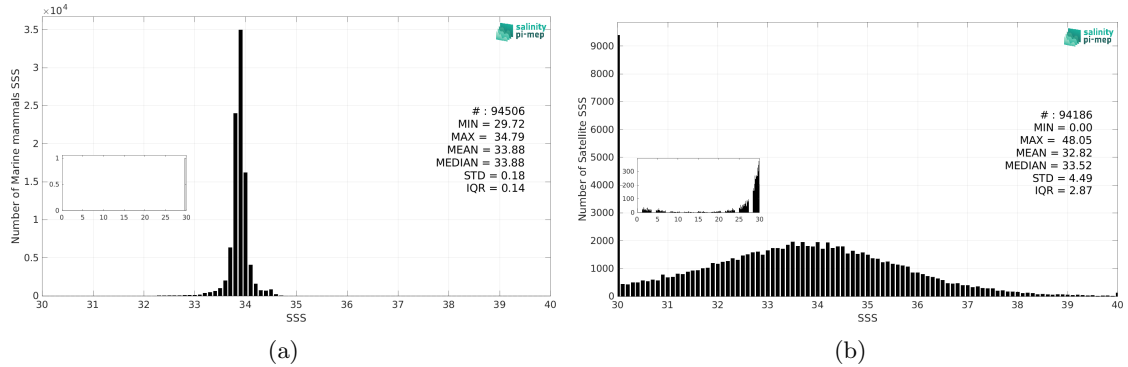 ×10⁴
3.5
3
2.5
2
1.5
1
0.5
0
Number of Marine mammals SSS
30 31 32 33 34 35 36 37 38 39 40
SSS
salinity
pi-mep
# : 94506
MIN = 29.72
MAX = 34.79
MEAN = 33.88
MEDIAN = 33.88
STD = 0.18
IQR = 0.14
1
0.5
0
0 5 10 15 20 25 30
(a)
9000
8000
7000
6000
5000
4000
3000
2000
1000
0
Number of Satellite SSS
30 31 32 33 34 35 36 37 38 39 40
SSS
salinity
pi-mep
# : 94186
MIN = 0.00
MAX = 48.05
MEAN = 32.82
MEDIAN = 33.52
STD = 4.49
IQR = 2.87
300
200
100
0
0 5 10 15 20 25 30
(b)